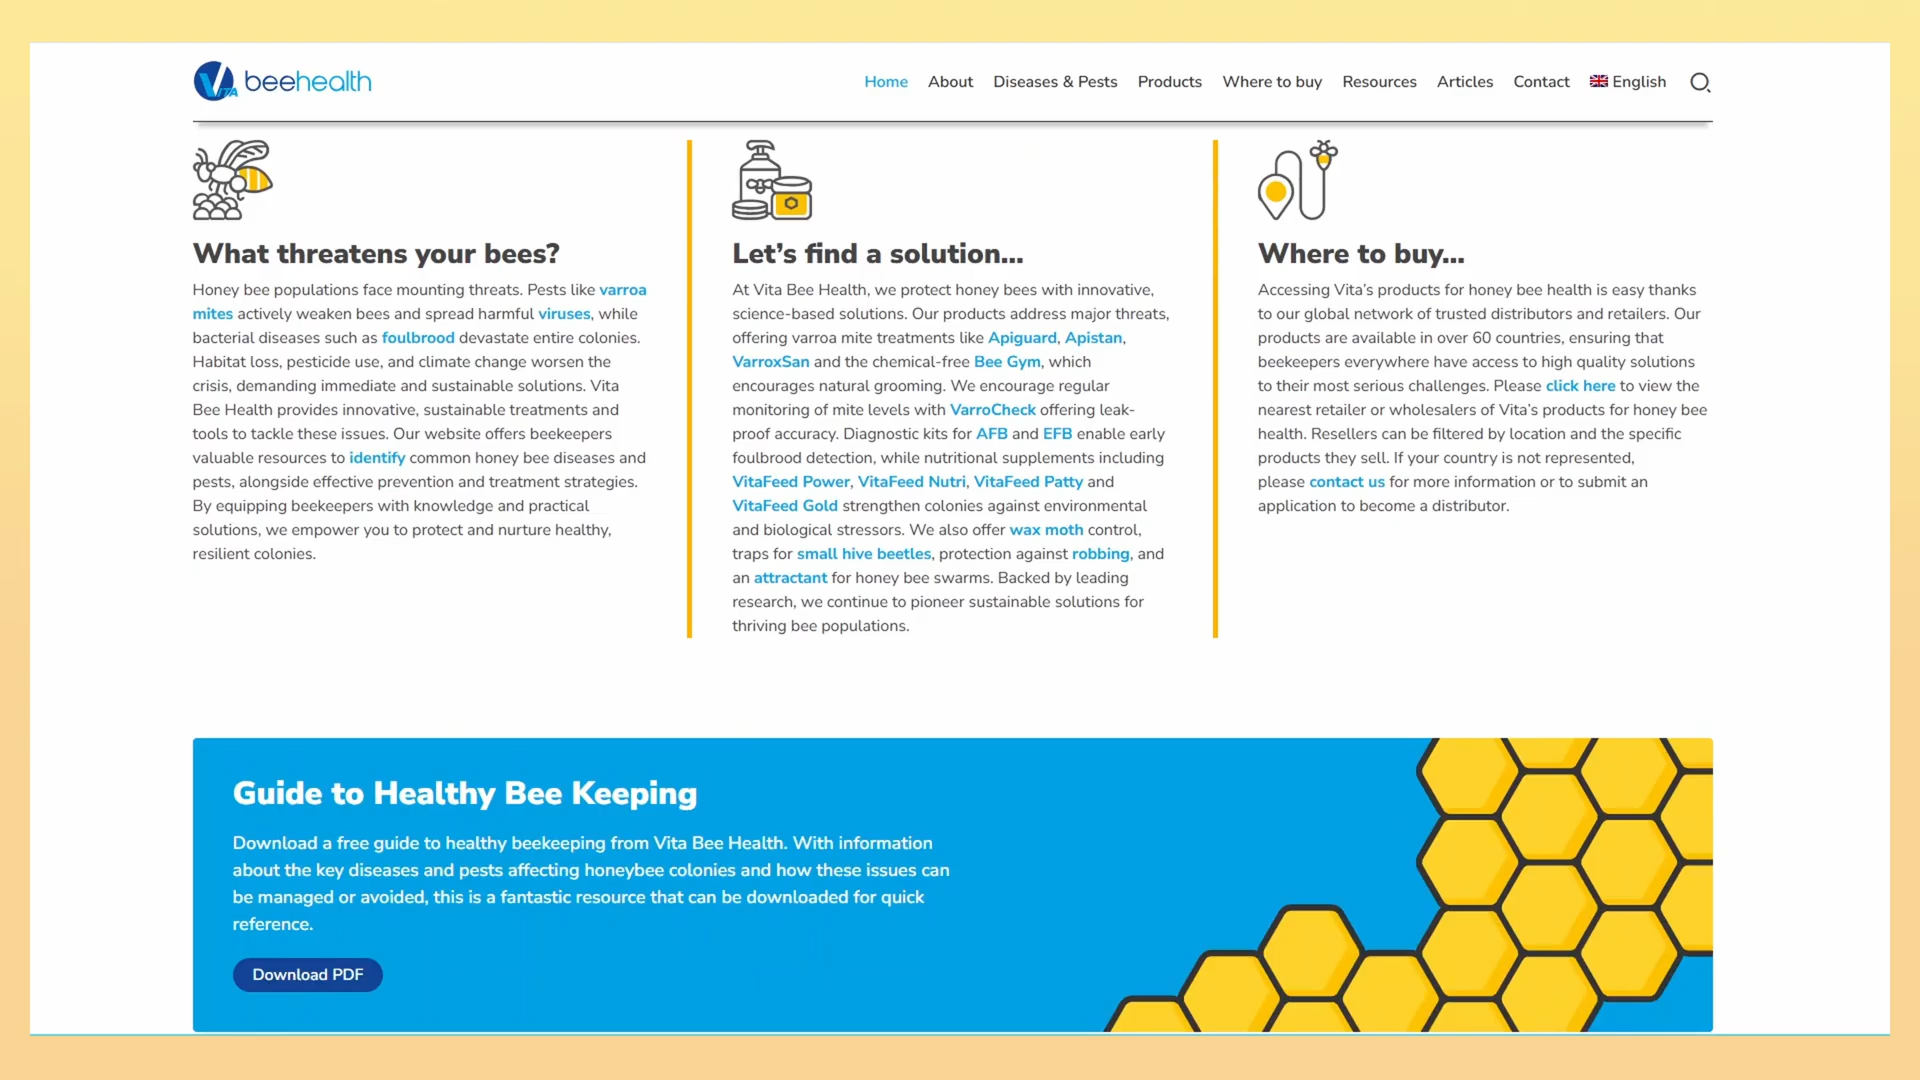 VITA beehealth
Home About Diseases & Pests Products Where to buy Resources Articles Contact English
What threatens your bees?
Honey bee populations face mounting threats. Pests like varroa
mites actively weaken bees and spread harmful viruses, while
bacterial diseases such as foulbrood devastate entire colonies.
Habitat loss, pesticide use, and climate change worsen the
crisis, demanding immediate and sustainable solutions. Vita
Bee Health provides innovative, sustainable treatments and
tools to tackle these issues. Our website offers beekeepers
valuable resources to identify common honey bee diseases and
pests, alongside effective prevention and treatment strategies.
By equipping beekeepers with knowledge and practical
solutions, we empower you to protect and nurture healthy,
resilient colonies.
Let’s find a solution...
At Vita Bee Health, we protect honey bees with innovative,
science-based solutions. Our products address major threats,
offering varroa mite treatments like Apiguard, Apistan,
VarroxSan and the chemical-free Bee Gym, which
encourages natural grooming. We encourage regular
monitoring of mite levels with VarroCheck offering leak-
proof accuracy. Diagnostic kits for AFB and EFB enable early
foulbrood detection, while nutritional supplements including
VitaFeed Power, VitaFeed Nutri, VitaFeed Patty and
VitaFeed Gold strengthen colonies against environmental
and biological stressors. We also offer wax moth control,
traps for small hive beetles, protection against robbing, and
an attractant for honey bee swarms. Backed by leading
research, we continue to pioneer sustainable solutions for
thriving bee populations.
Where to buy...
Accessing Vita’s products for honey bee health is easy thanks
to our global network of trusted distributors and retailers. Our
products are available in over 60 countries, ensuring that
beekeepers everywhere have access to high quality solutions
to their most serious challenges. Please click here to view the
nearest retailer or wholesalers of Vita’s products for honey bee
health. Resellers can be filtered by location and the specific
products they sell. If your country is not represented,
please contact us for more information or to submit an
application to become a distributor.
Guide to Healthy Bee Keeping
Download a free guide to healthy beekeeping from Vita Bee Health. With information
about the key diseases and pests affecting honeybee colonies and how these issues can
be managed or avoided, this is a fantastic resource that can be downloaded for quick
reference.
Download PDF